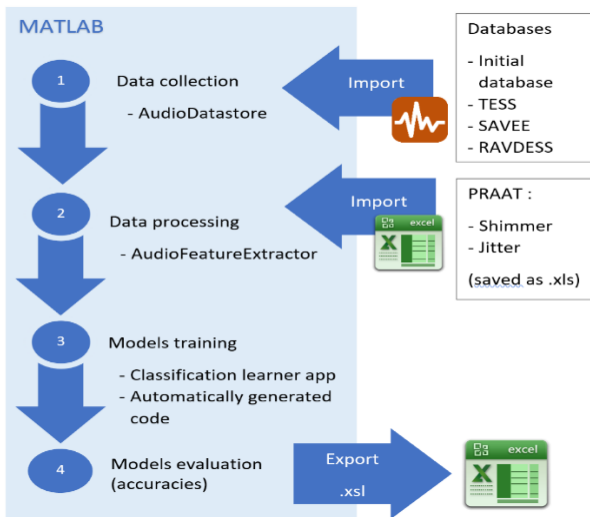 MATLAB
1
Data collection
- AudioDatastore
Import
Databases
- Initial
database
- TESS
- SAVEE
- RAVDESS
2
Data processing
- AudioFeatureExtractor
Import
excel
PRAAT :
- Shimmer
- Jitter
(saved as .xls)
3
Models training
- Classification learner app
- Automatically generated
code
4
Models evaluation
(accuracies)
Export
.xsl
excel